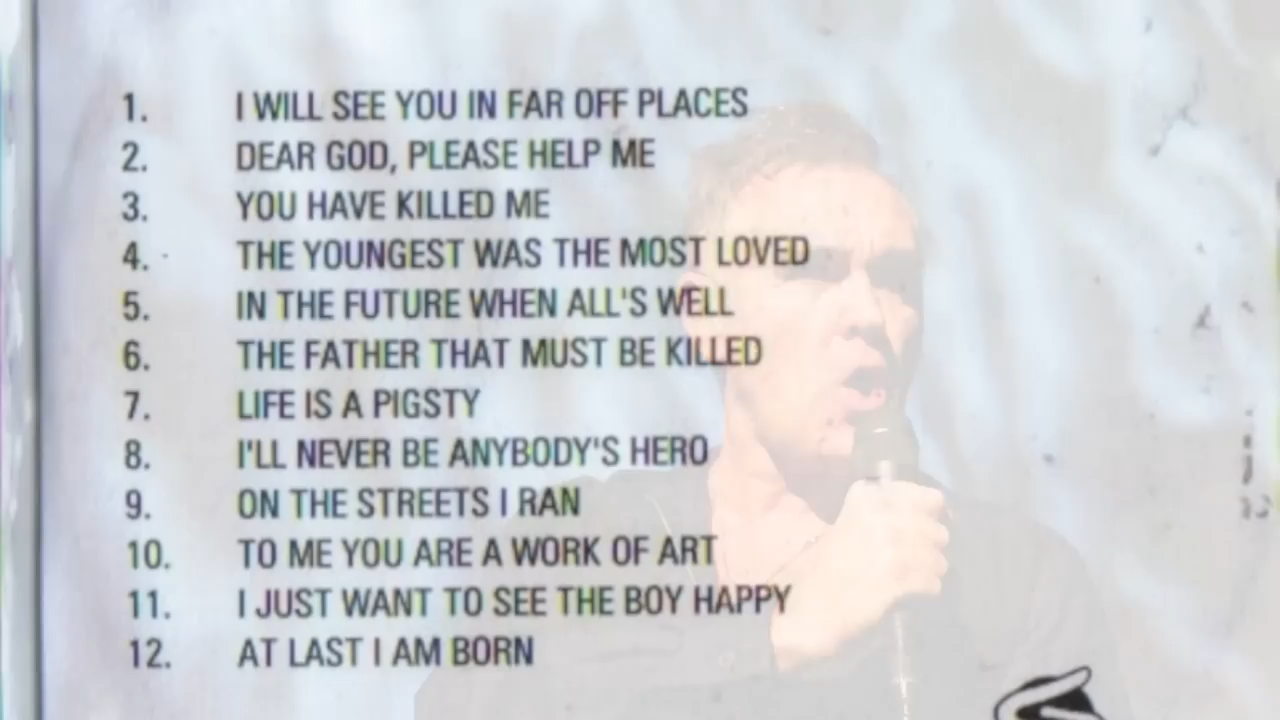 1. I WILL SEE YOU IN FAR OFF PLACES
2. DEAR GOD, PLEASE HELP ME
3. YOU HAVE KILLED ME
4. THE YOUNGEST WAS THE MOST LOVED
5. IN THE FUTURE WHEN ALL'S WELL
6. THE FATHER THAT MUST BE KILLED
7. LIFE IS A PIGSTY
8. I'LL NEVER BE ANYBODY'S HERO
9. ON THE STREETS I RAN
10. TO ME YOU ARE A WORK OF ART
11. I JUST WANT TO SEE THE BOY HAPPY
12. AT LAST I AM BORN